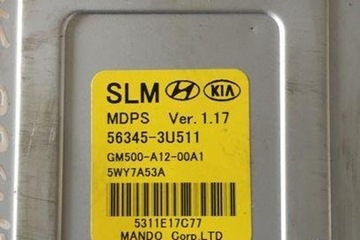 SLM KIA
MDPS Ver. 1.17
56345-3U511
GM500-A12-00A1
5WY7A53A
5311E17C77
MANDO Corp.LTD